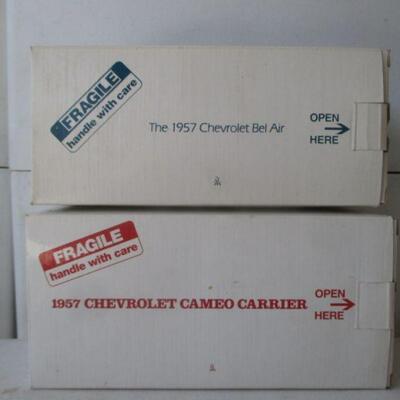 FRAGILE
handle with care
The 1957 Chevrolet Bel Air
OPEN
HERE
FRAGILE
handle with care
1957 CHEVROLET CAMEO CARRIER
OPEN
HERE